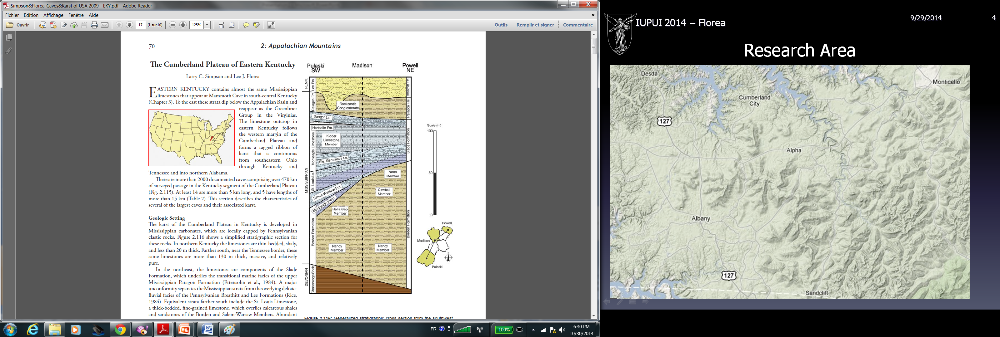 Simpson&Florea-Caves&Karst of USA 2009 - EKY.pdf - Adobe Reader
Fichier Edition Affichage Fenêtre Aide
Ouvrir 17 (1 sur 10) 125% Outils Remplir et signer Commentaire
70 2: Appalachian Mountains
The Cumberland Plateau of Eastern Kentucky
Larry C. Simpson and Lee J. Florea
EASTERN KENTUCKY contains almost the same Mississippian
limestones that appear at Mammoth Cave in south-central Kentucky
(Chapter 3). To the east these strata dip below the Appalachian Basin and
reappear as the Greenbrier
Group in the Virginias.
The limestone outcrop in
eastern Kentucky follows
the western margin of the
Cumberland Plateau and
forms a ragged ribbon of
karst that is continuous
from southeastern Ohio
through Kentucky and
Tennessee and into northern Alabama.
There are more than 2000 documented caves comprising over 470 km
of surveyed passage in the Kentucky segment of the Cumberland Plateau
(Fig. 2.115). At least 14 are more than 5 km long, and 5 have lengths of
more than 15 km (Table 2). This section describes the characteristics of
several of the largest caves and their associated karst.
Geologic Setting
The karst of the Cumberland Plateau in Kentucky is developed in
Mississippian carbonates, which are locally capped by Pennsylvanian
clastic rocks. Figure 2.116 shows a simplified stratigraphic section for
these rocks. In northern Kentucky the limestones are thin-bedded, shaly,
and less than 20 m thick. Farther south, near the Tennessee border, these
same limestones are more than 130 m thick, massive, and relatively
pure.
In the northeast, the limestones are components of the Slade
Formation, which underlies the transitional marine facies of the upper
Mississippian Paragon Formation (Ettensohn et al., 1984). A major
unconformity separates the Mississippian strata from the overlying deltaic-
fluvial facies of the Pennsylvanian Breathitt and Lee Formations (Rice,
1984). Equivalent strata farther south include the St. Louis Limestone,
a thick-bedded, fine-grained limestone, which overlies calcareous shales
and sandstones of the Borden and Salem-Warsaw Members. Abundant
Pulaski Madison Powell
SW NE
PENN.
MISSISSIPPIAN
DEVONIAN
Lee Fm.
Paragon Fm.
Monteagle Limestone
St. Louis Ls.
Borden Formation
Chattanooga Shale
Breathitt Fm.
Paragon Fm.
Slade Formation
Borden Formation
Rockcastle
Conglomerate
Bangor Ls.
Hartselle Fm.
Kidder
Limestone
Member
Ste. Genevieve Ls.
Salem-Warsaw Fm.
Muldraugh Mem.
Nada
Member
Cowbell
Member
Halls Gap
Member
Nancy
Member
Nancy
Member
Scale (m)
100
50
0
Powell
Madison
N
Pulaski
Figure 2.116: Generalized stratigraphic cross section from the southwest
FR 100% 6:30 PM
10/30/2014
IUPUI 2014 – Florea 9/29/2014 4
Research Area
Desda
Monticello
Cumberland
City
127
Alpha
Albany
127
Sandclift